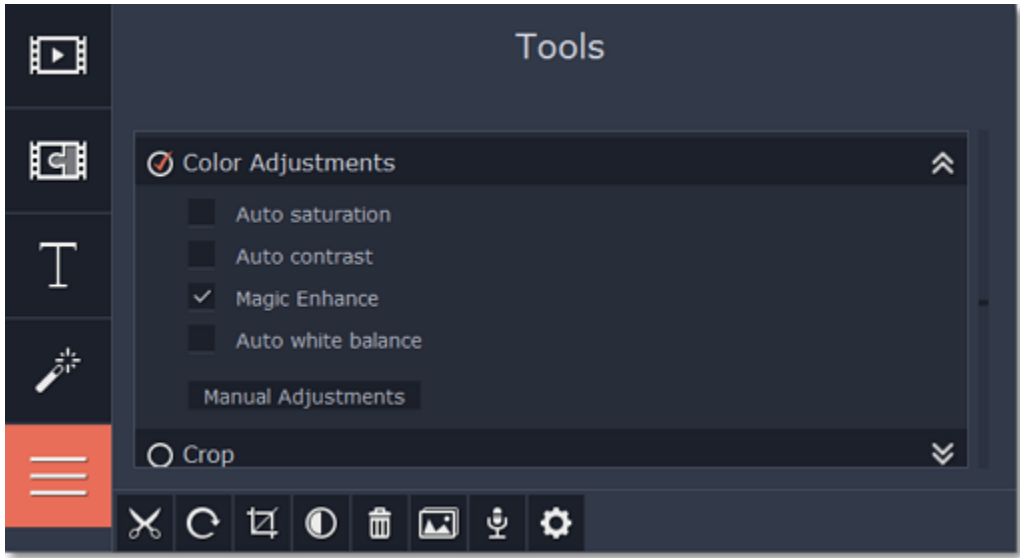 Tools
Color Adjustments
Auto saturation
Auto contrast
Magic Enhance
Auto white balance
Manual Adjustments
Crop